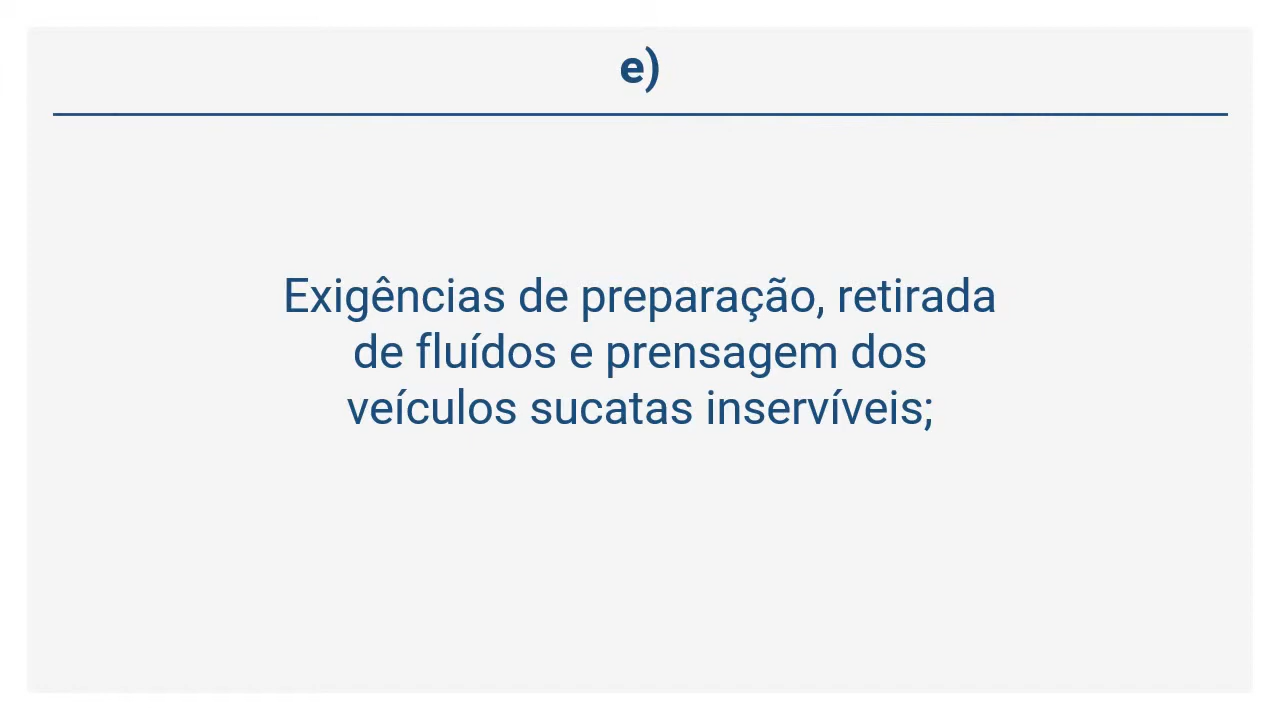 e)
Exigências de preparação, retirada
de fluídos e prensagem dos
veículos sucatas inservíveis;